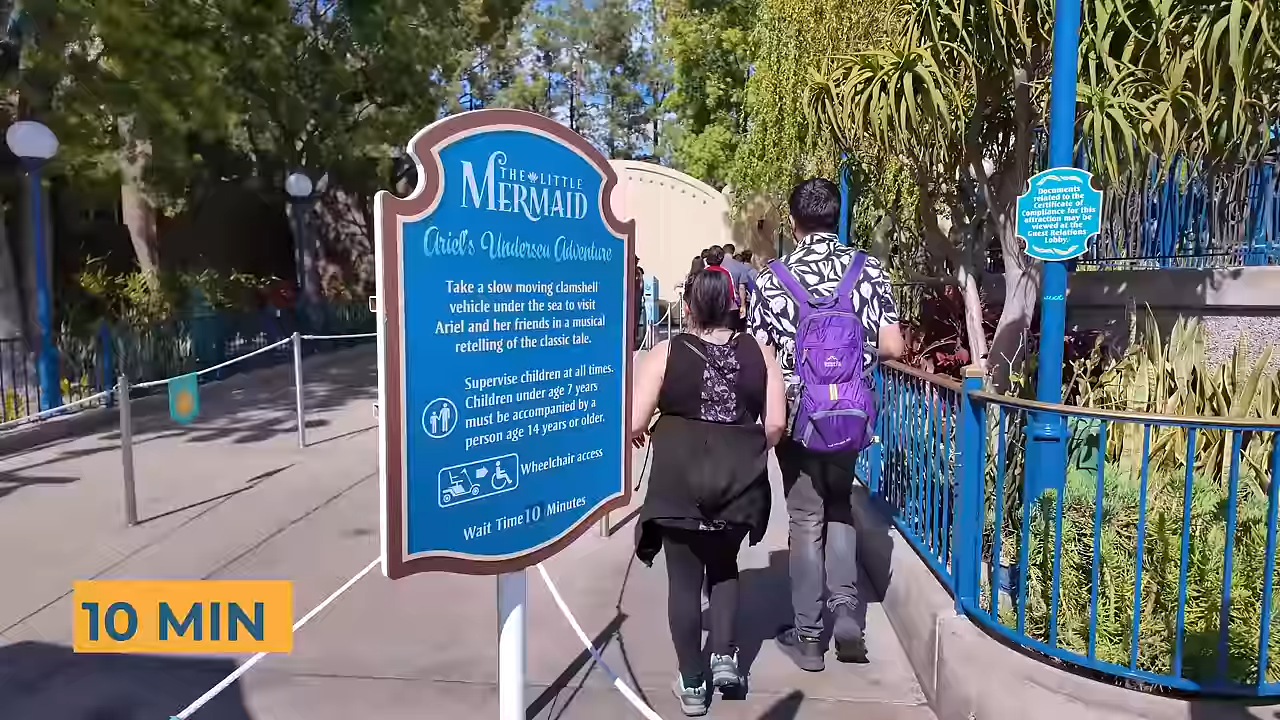 THE LITTLE
MERMAID
Ariel's Undersea Adventure
Take a slow moving clamshell
vehicle under the sea to visit
Ariel and her friends in a musical
retelling of the classic tale.
Supervise children at all times.
Children under age 7 years
must be accompanied by a
person age 14 years or older.
Wheelchair access
Wait Time 10 Minutes
Documents
related to the
Certificate of
Compliance for this
attraction may be
viewed at the
Guest Relations
Lobby.
10 MIN